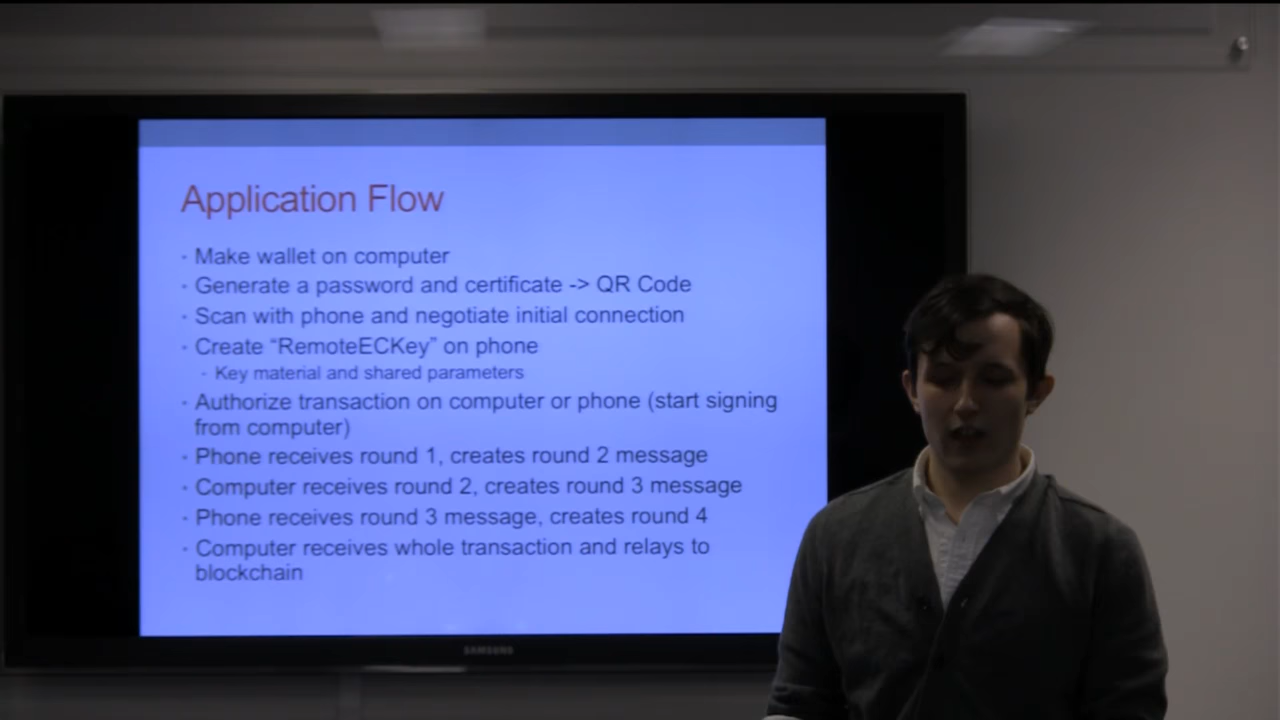 Application Flow
· Make wallet on computer
· Generate a password and certificate -> QR Code
· Scan with phone and negotiate initial connection
· Create “RemoteECKey” on phone
- Key material and shared parameters
· Authorize transaction on computer or phone (start signing
from computer)
· Phone receives round 1, creates round 2 message
· Computer receives round 2, creates round 3 message
· Phone receives round 3 message, creates round 4
· Computer receives whole transaction and relays to
blockchain
SAMSUNG